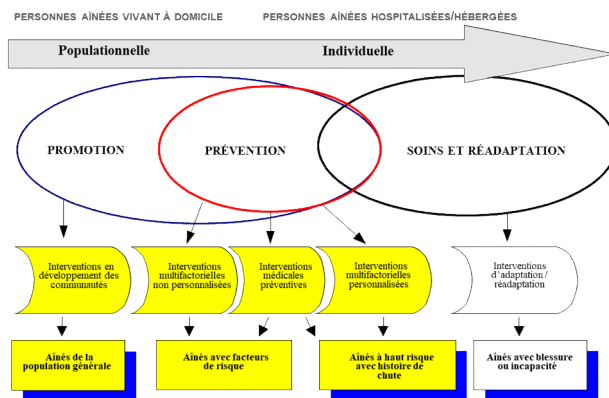 PERSONNES AÎNÉES VIVANT À DOMICILE
PERSONNES AÎNÉES HOSPITALISÉES/HÉBERGÉES
Populationnelle
Individuelle
PROMOTION
PRÉVENTION
SOINS ET RÉADAPTATION
Interventions en
développement des
communautés
Interventions
multifactorielles
non personnalisées
Interventions
médicales
préventives
Interventions
multifactorielles
personnalisées
Interventions
d'adaptation /
réadaptation
Aînés de la
population générale
Aînés avec facteurs
de risque
Aînés à haut risque
avec histoire de
chute
Aînés avec blessure
ou incapacité